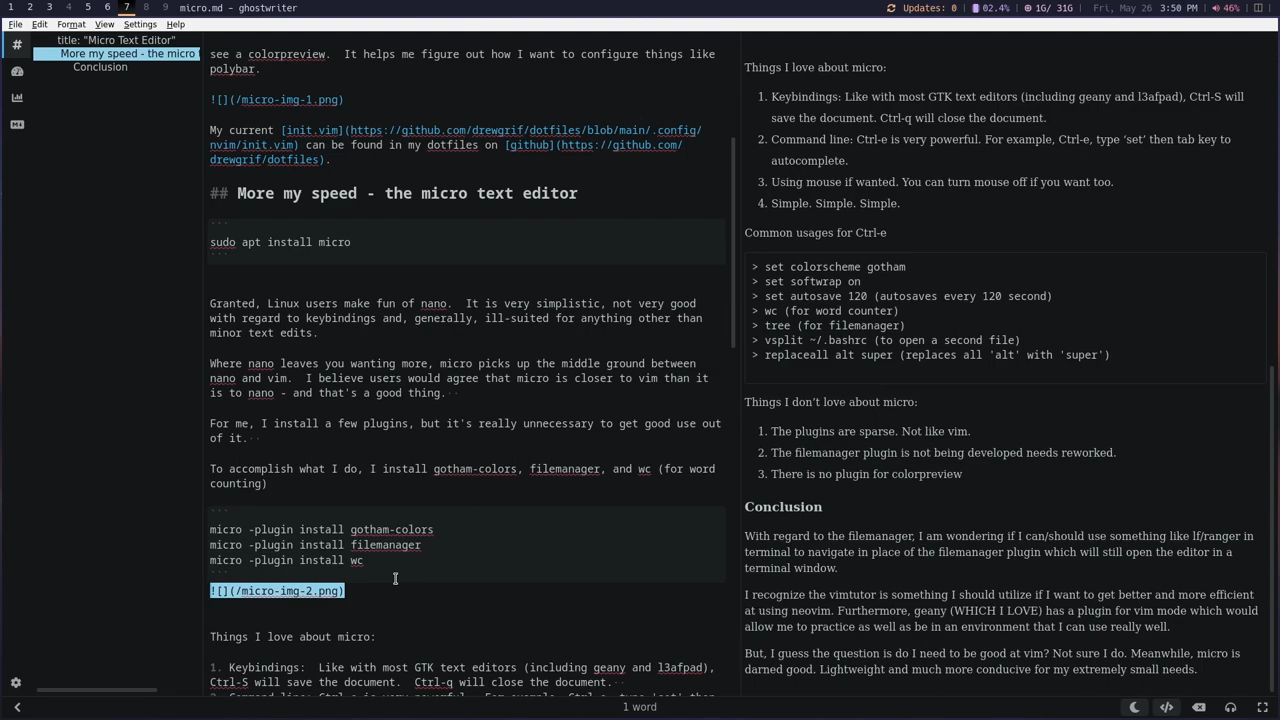 1 2 3 4 5 6 7 8 9 micro.md - ghostwriter Updates: 0 02.4% 1G/ 31G Fri, May 26 3:50 PM 46%
File Edit Format View Settings Help
title: "Micro Text Editor"
More my speed - the micro
Conclusion
see a colorpreview. It helps me figure out how I want to configure things like
polybar.
![](/micro-img-1.png)
My current [init.vim](https://github.com/drewgrif/dotfiles/blob/main/.config/
nvim/init.vim) can be found in my dotfiles on [github](https://github.com/
drewgrif/dotfiles).
## More my speed - the micro text editor
```
sudo apt install micro
```
Granted, Linux users make fun of nano. It is very simplistic, not very good
with regard to keybindings and, generally, ill-suited for anything other than
minor text edits.
Where nano leaves you wanting more, micro picks up the middle ground between
nano and vim. I believe users would agree that micro is closer to vim than it
is to nano - and that's a good thing.
For me, I install a few plugins, but it's really unnecessary to get good use out
of it.
To accomplish what I do, I install gotham-colors, filemanager, and wc (for word
counting)
```
micro -plugin install gotham-colors
micro -plugin install filemanager
micro -plugin install wc
```
![](/micro-img-2.png)
Things I love about micro:
1. Keybindings: Like with most GTK text editors (including geany and l3afpad),
Ctrl-S will save the document. Ctrl-q will close the document.
2. Command line: Ctrl-e is very powerful. For example, Ctrl-e, type 'set' then
Things I love about micro:
1. Keybindings: Like with most GTK text editors (including geany and l3afpad), Ctrl-S will
save the document. Ctrl-q will close the document.
2. Command line: Ctrl-e is very powerful. For example, Ctrl-e, type ‘set’ then tab key to
autocomplete.
3. Using mouse if wanted. You can turn mouse off if you want too.
4. Simple. Simple. Simple.
Common usages for Ctrl-e
> set colorscheme gotham
> set softwrap on
> set autosave 120 (autosaves every 120 second)
> wc (for word counter)
> tree (for filemanager)
> vsplit ~/.bashrc (to open a second file)
> replaceall alt super (replaces all 'alt' with 'super')
Things I don’t love about micro:
1. The plugins are sparse. Not like vim.
2. The filemanager plugin is not being developed needs reworked.
3. There is no plugin for colorpreview
Conclusion
With regard to the filemanager, I am wondering if I can/should use something like lf/ranger in
terminal to navigate in place of the filemanager plugin which will still open the editor in a
terminal window.
I recognize the vimtutor is something I should utilize if I want to get better and more efficient
at using neovim. Furthermore, geany (WHICH I LOVE) has a plugin for vim mode which would
allow me to practice as well as be in an environment that I can use really well.
But, I guess the question is do I need to be good at vim? Not sure I do. Meanwhile, micro is
darned good. Lightweight and much more conducive for my extremely small needs.
1 word